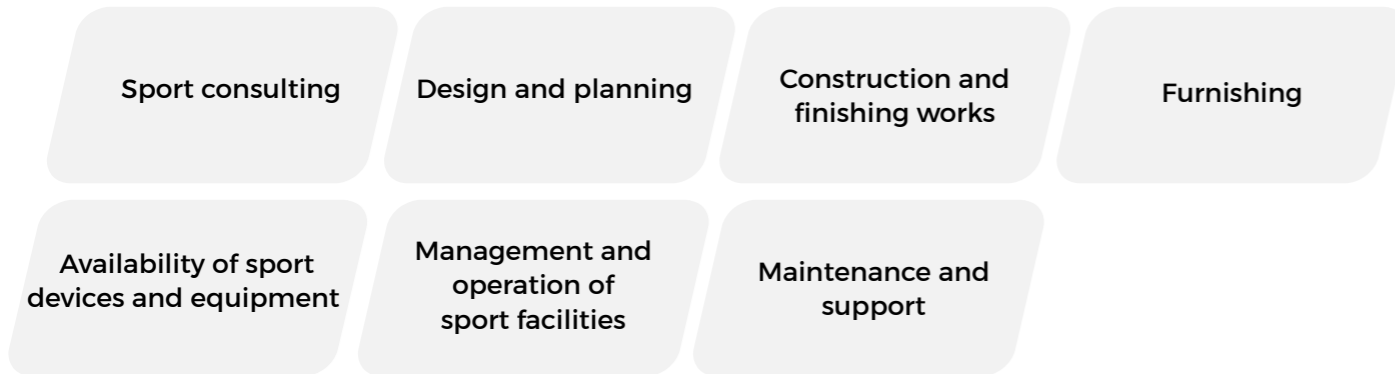 Sport consulting
Design and planning
Construction and
finishing works
Furnishing
Availability of sport
devices and equipment
Management and
operation of
sport facilities
Maintenance and
support